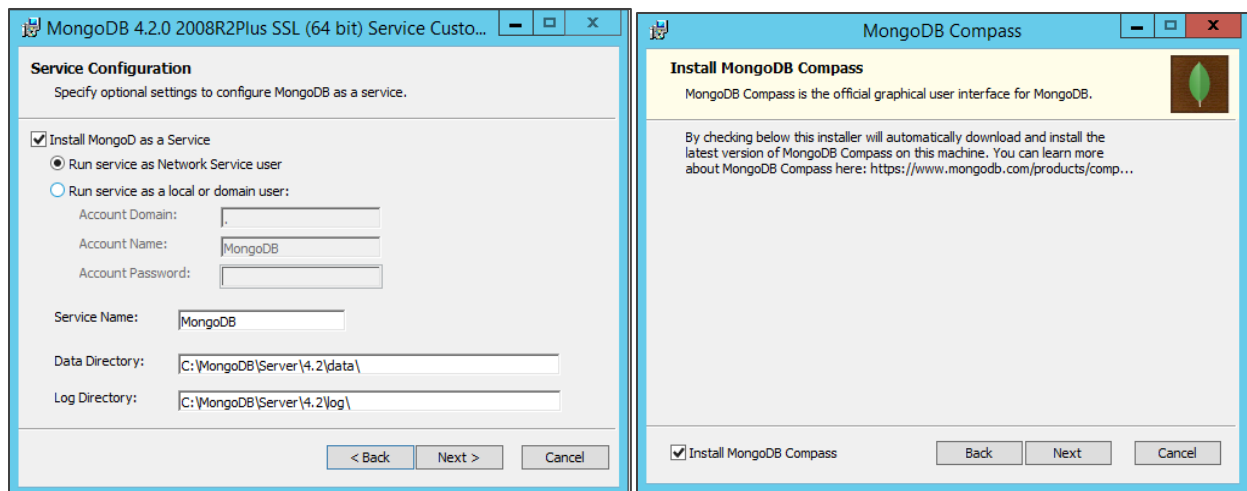 MongoDB 4.2.0 2008R2Plus SSL (64 bit) Service Custo...
Service Configuration
Specify optional settings to configure MongoDB as a service.
Install MongoD as a Service
Run service as Network Service user
Run service as a local or domain user:
Account Domain:
.
Account Name:
MongoDB
Account Password:
Service Name:
MongoDB
Data Directory:
C:\MongoDB\Server\4.2\data\
Log Directory:
C:\MongoDB\Server\4.2\log\
< Back
Next >
Cancel
MongoDB Compass
Install MongoDB Compass
MongoDB Compass is the official graphical user interface for MongoDB.
By checking below this installer will automatically download and install the
latest version of MongoDB Compass on this machine. You can learn more
about MongoDB Compass here: https://www.mongodb.com/products/comp...
Install MongoDB Compass
Back
Next
Cancel